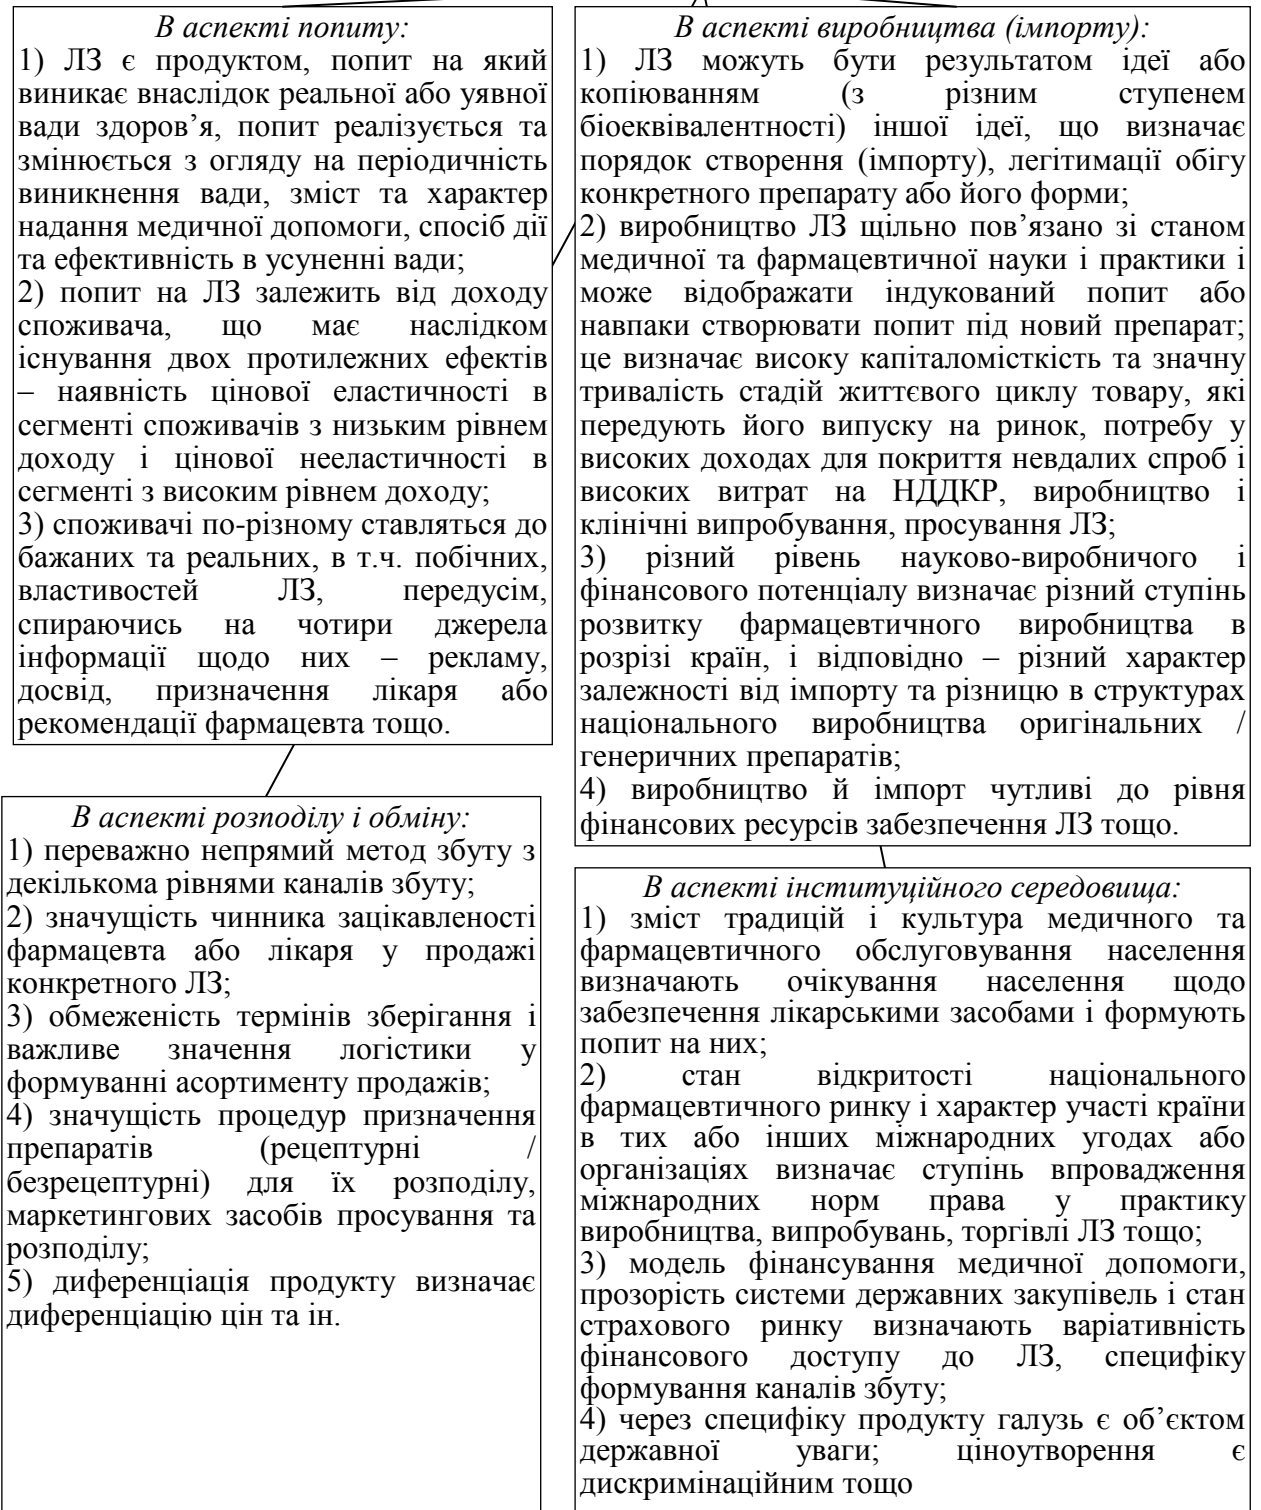 В аспекті попиту:
1) ЛЗ є продуктом, попит на який
виникає внаслідок реальної або уявної
вади здоров’я, попит реалізується та
змінюється з огляду на періодичність
виникнення вади, зміст та характер
надання медичної допомоги, спосіб дії
та ефективність в усуненні вади;
2) попит на ЛЗ залежить від доходу
споживача, що має наслідком
існування двох протилежних ефектів
– наявність цінової еластичності в
сегменті споживачів з низьким рівнем
доходу і цінової нееластичності в
сегменті з високим рівнем доходу;
3) споживачі по-різному ставляться до
бажаних та реальних, в т.ч. побічних,
властивостей ЛЗ, передусім,
спираючись на чотири джерела
інформації щодо них – рекламу,
досвід, призначення лікаря або
рекомендації фармацевта тощо.
В аспекті виробництва (імпорту):
1) ЛЗ можуть бути результатом ідеї або
копіюванням (з різним ступенем
біоеквівалентності) іншої ідеї, що визначає
порядок створення (імпорту), легітимації обігу
конкретного препарату або його форми;
2) виробництво ЛЗ щільно пов’язано зі станом
медичної та фармацевтичної науки і практики і
може відображати індукований попит або
навпаки створювати попит під новий препарат;
це визначає високу капіталомісткість та значну
тривалість стадій життєвого циклу товару, які
передують його випуску на ринок, потребу у
високих доходах для покриття невдалих спроб і
високих витрат на НДДКР, виробництво і
клінічні випробування, просування ЛЗ;
3) різний рівень науково-виробничого і
фінансового потенціалу визначає різний ступінь
розвитку фармацевтичного виробництва в
розрізі країн, і відповідно – різний характер
залежності від імпорту та різницю в структурах
національного виробництва оригінальних /
генеричних препаратів;
4) виробництво й імпорт чутливі до рівня
фінансових ресурсів забезпечення ЛЗ тощо.
В аспекті розподілу і обміну:
1) переважно непрямий метод збуту з
декількома рівнями каналів збуту;
2) значущість чинника зацікавленості
фармацевта або лікаря у продажі
конкретного ЛЗ;
3) обмеженість термінів зберігання і
важливе значення логістики у
формуванні асортименту продажів;
4) значущість процедур призначення
препаратів (рецептурні /
безрецептурні) для їх розподілу,
маркетингових засобів просування та
розподілу;
5) диференціація продукту визначає
диференціацію цін та ін.
В аспекті інституційного середовища:
1) зміст традицій і культура медичного та
фармацевтичного обслуговування населення
визначають очікування населення щодо
забезпечення лікарськими засобами і формують
попит на них;
2) стан відкритості національного
фармацевтичного ринку і характер участі країни
в тих або інших міжнародних угодах або
організаціях визначає ступінь впровадження
міжнародних норм права у практику
виробництва, випробувань, торгівлі ЛЗ тощо;
3) модель фінансування медичної допомоги,
прозорість системи державних закупівель і стан
страхового ринку визначають варіативність
фінансового доступу до ЛЗ, специфіку
формування каналів збуту;
4) через специфіку продукту галузь є об’єктом
державної уваги; ціноутворення є
дискримінаційним тощо